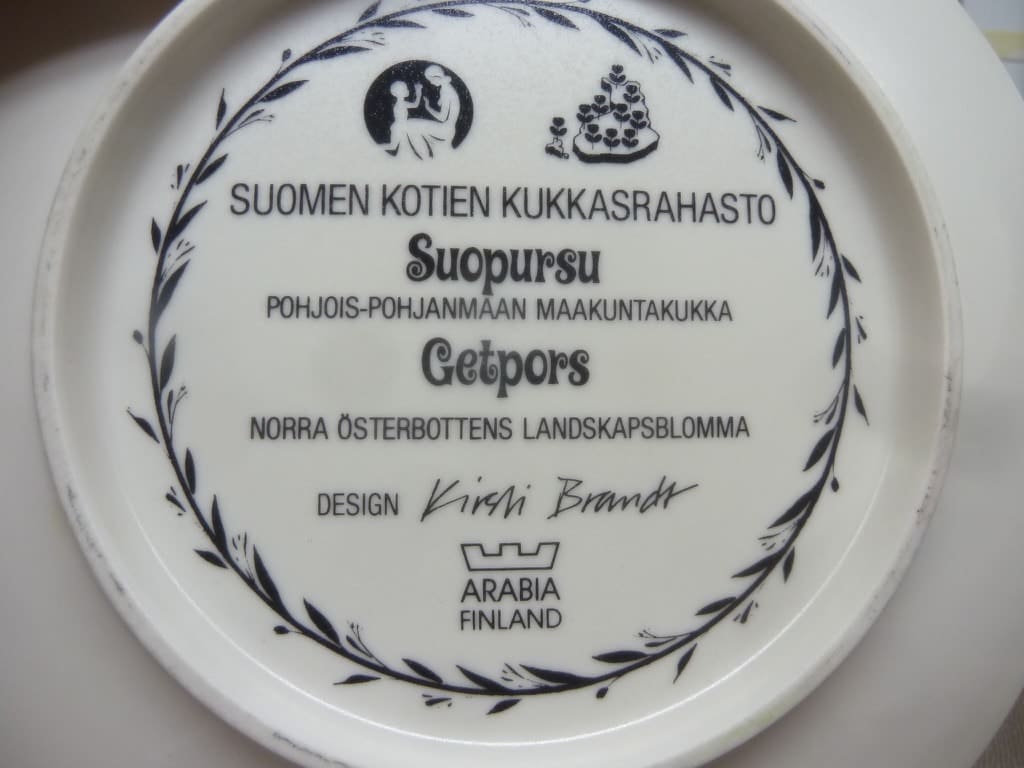 SUOMEN KOTIEN KUKKASRAHASTO
Suopursu
POHJOIS-POHJANMAAN MAAKUNTAKUKKA
Getpors
NORRA ÖSTERBOTTENS LANDSKAPSBLOMMA
DESIGN Kirsti Brandt
ARABIA
FINLAND